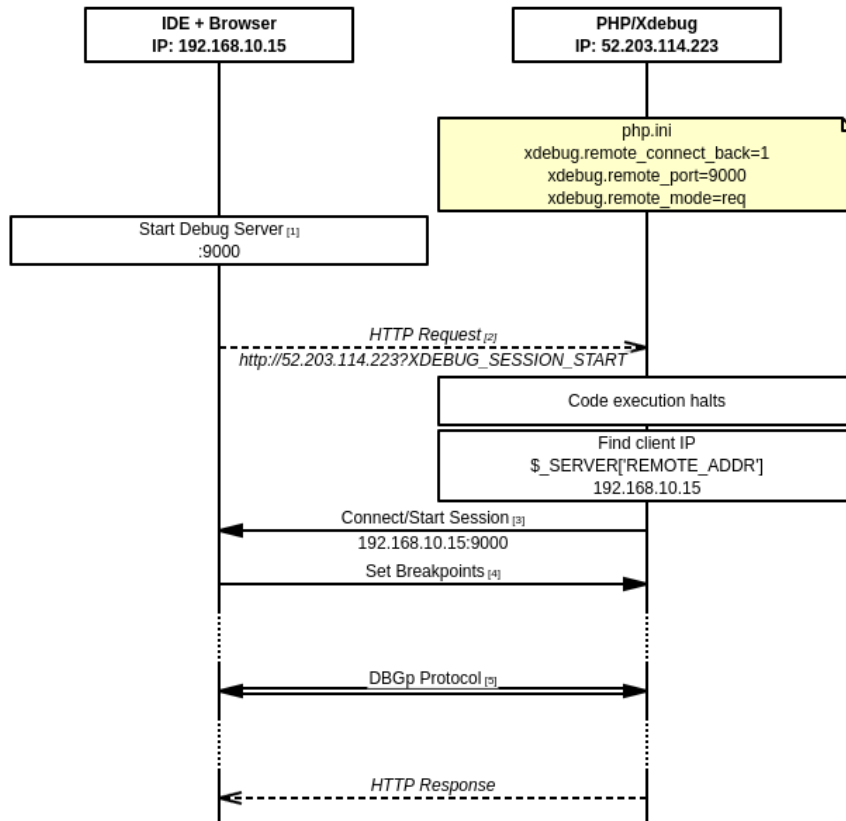 IDE + Browser
IP: 192.168.10.15
PHP/Xdebug
IP: 52.203.114.223
php.ini
xdebug.remote_connect_back=1
xdebug.remote_port=9000
xdebug.remote_mode=req
Start Debug Server [1]
:9000
HTTP Request [2]
http://52.203.114.223?XDEBUG_SESSION_START
Code execution halts
Find client IP
$_SERVER['REMOTE_ADDR']
192.168.10.15
Connect/Start Session [3]
192.168.10.15:9000
Set Breakpoints [4]
DBGp Protocol [5]
HTTP Response